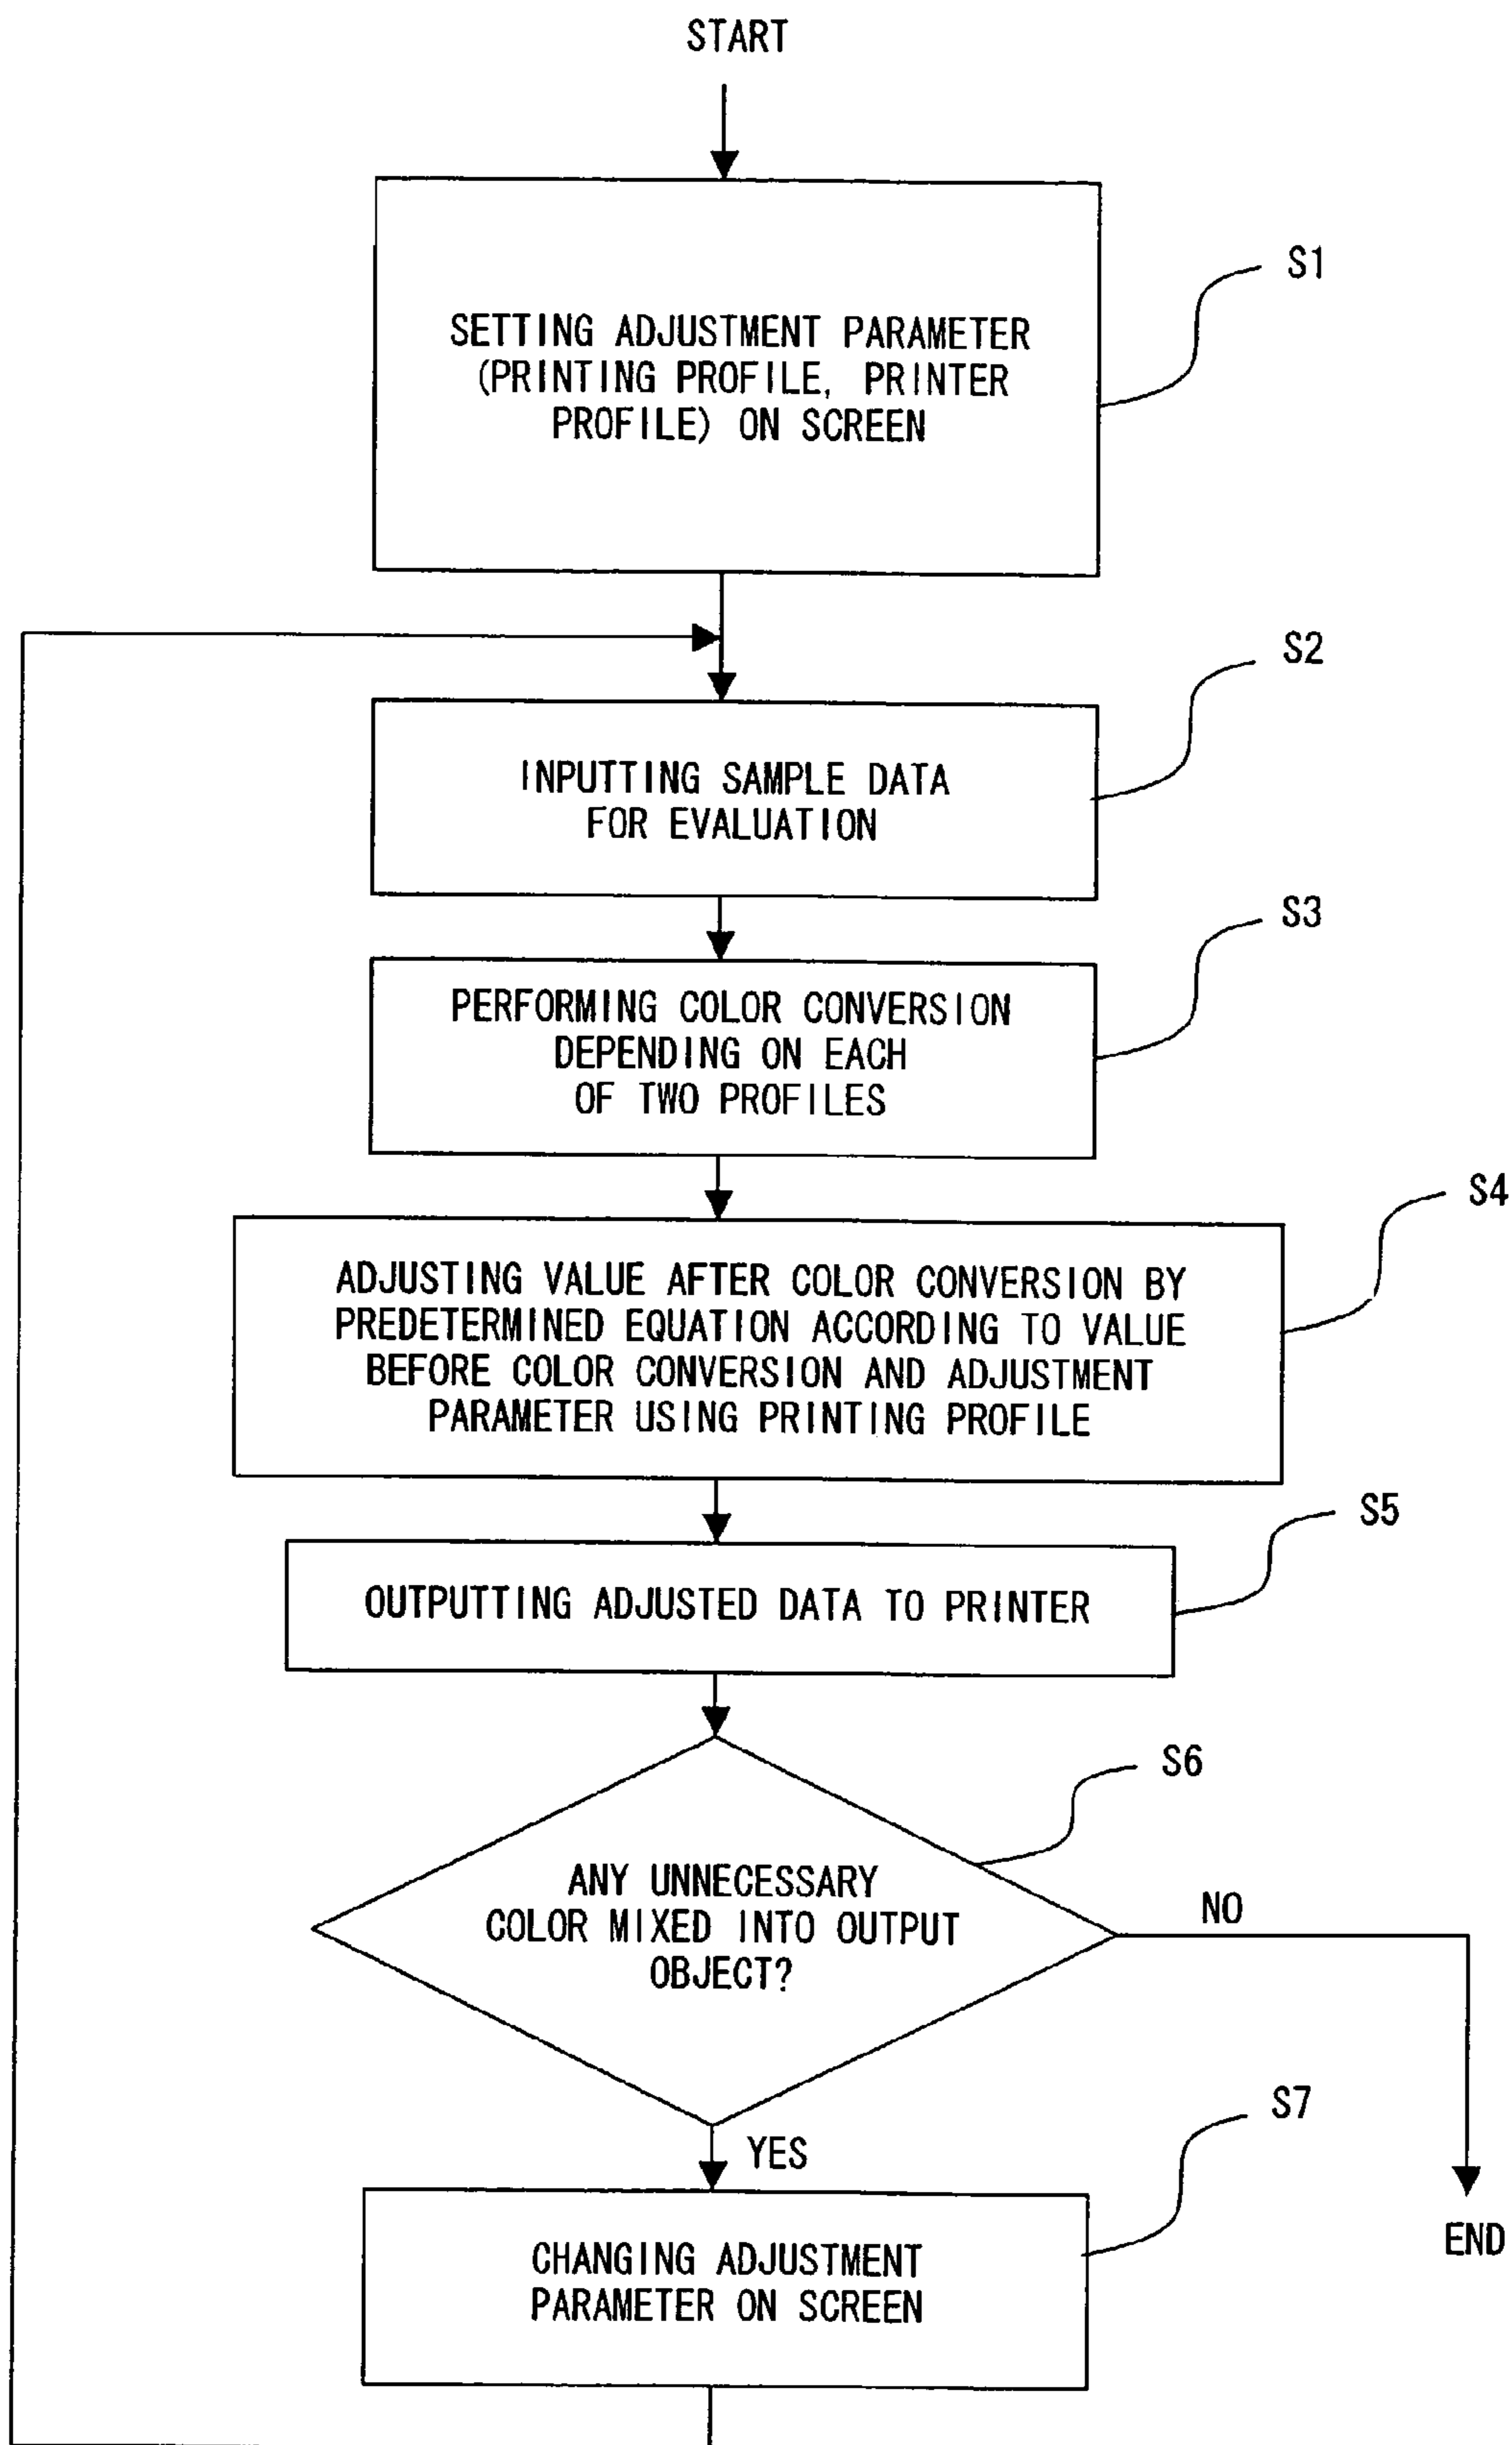 START
S1
SETTING ADJUSTMENT PARAMETER
(PRINTING PROFILE, PRINTER
PROFILE) ON SCREEN
S2
INPUTTING SAMPLE DATA
FOR EVALUATION
S3
PERFORMING COLOR CONVERSION
DEPENDING ON EACH
OF TWO PROFILES
S4
ADJUSTING VALUE AFTER COLOR CONVERSION BY
PREDETERMINED EQUATION ACCORDING TO VALUE
BEFORE COLOR CONVERSION AND ADJUSTMENT
PARAMETER USING PRINTING PROFILE
S5
OUTPUTTING ADJUSTED DATA TO PRINTER
S6
ANY UNNECESSARY
COLOR MIXED INTO OUTPUT
OBJECT?
NO
YES
S7
END
CHANGING ADJUSTMENT
PARAMETER ON SCREEN